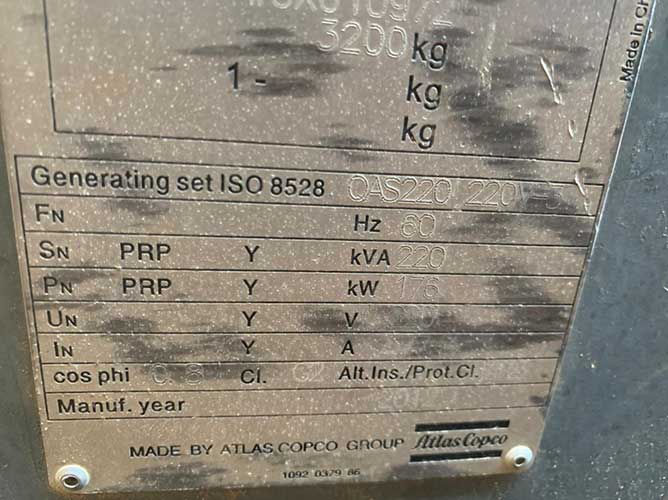 3200 kg
1 - kg
kg
Made in
Generating set ISO 8528 QAS220
FN Hz 60
SN PRP Y kVA 220
PN PRP Y kW 176
UN Y V
IN Y A
cos phi 0.8 Cl. G2 Alt.Ins./Prot.Cl.
Manuf. year
MADE BY ATLAS COPCO GROUP Atlas Copco
1092 0379 86